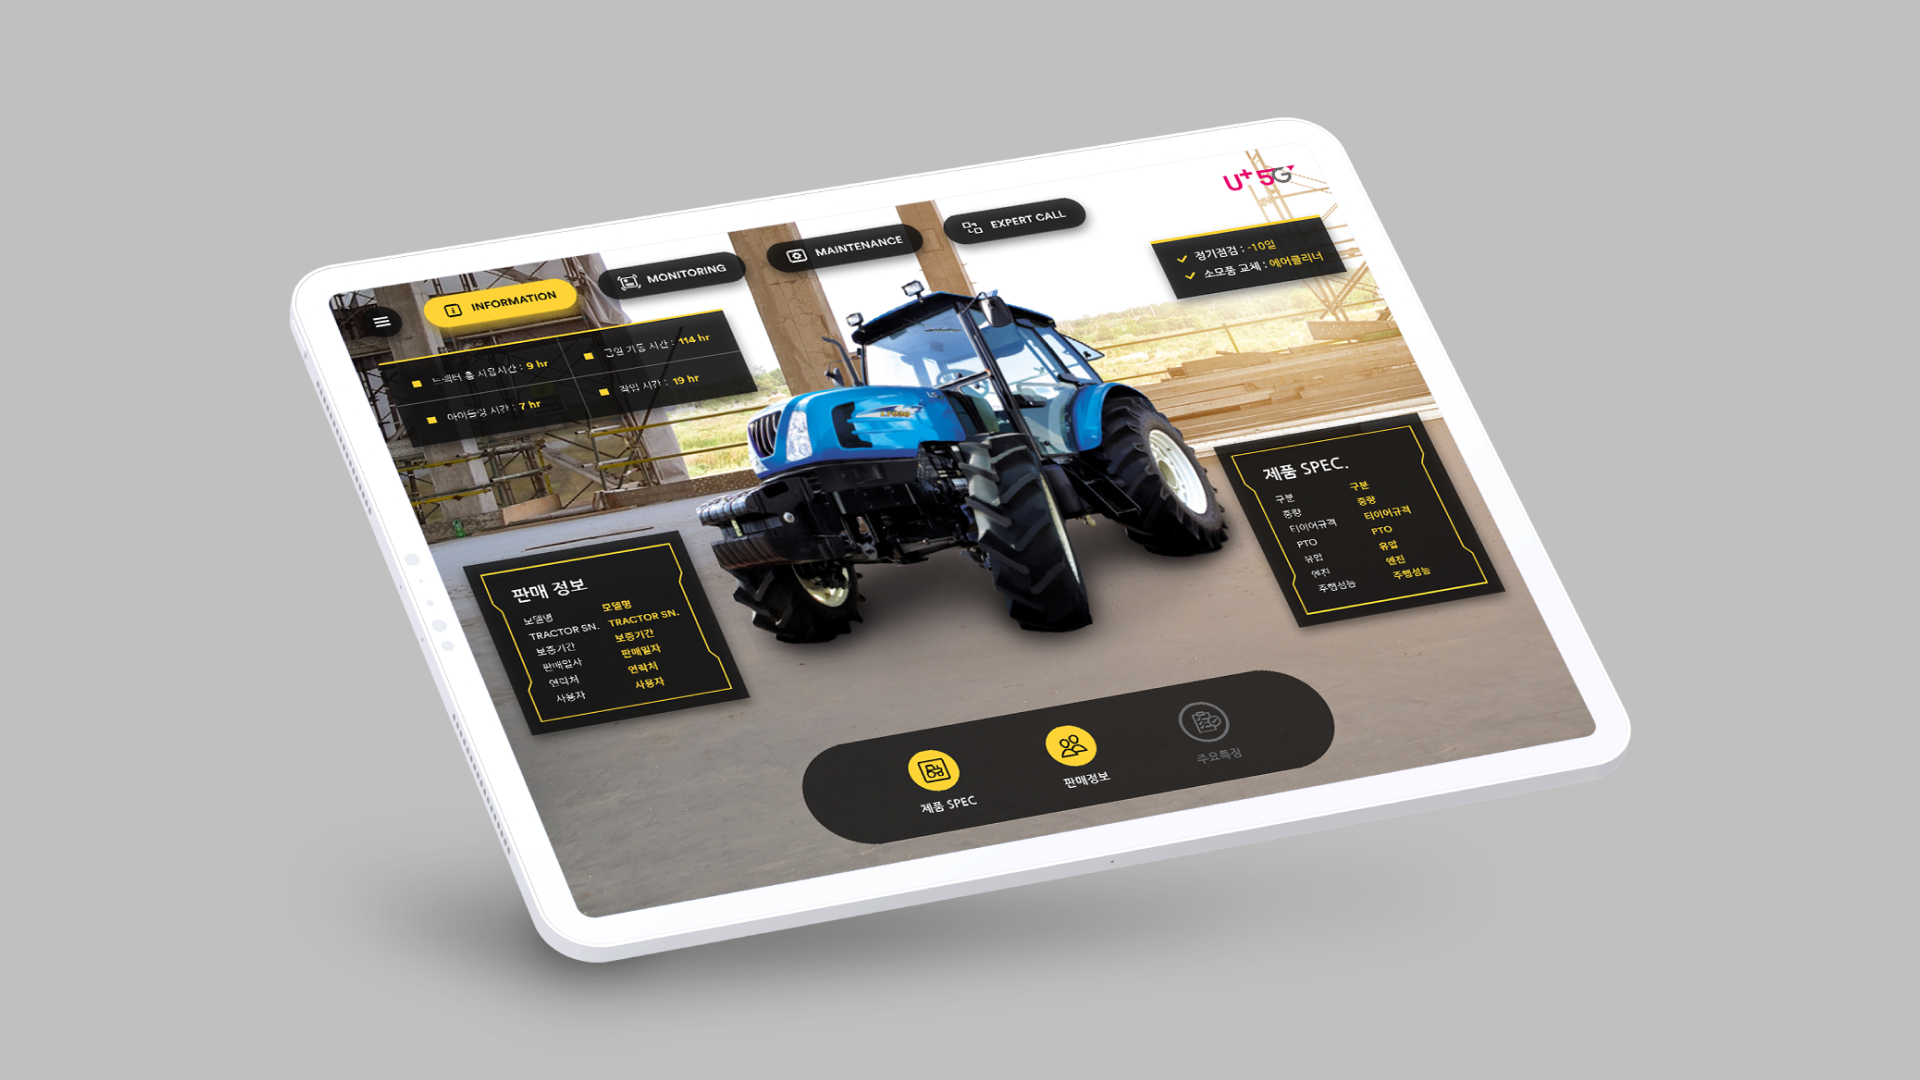 U+ 5G
INFORMATION
MONITORING
MAINTENANCE
EXPERT CALL
정기점검 : -10일
소모품 교체 : 에어클리너
트랙터 총 사용시간 : 9 hr
금일 가동 시간 : 114 hr
아이들링 시간 : 7 hr
작업 시간 : 19 hr
제품 SPEC.
구분 구분
중량 중량
타이어규격 타이어규격
PTO PTO
유압 유압
엔진 엔진
주행성능 주행성능
판매 정보
모델명 모델명
TRACTOR SN. TRACTOR SN.
보증기간 보증기간
판매일자 판매일자
연락처 연락처
사용자 사용자
제품 SPEC
판매정보
주요특징